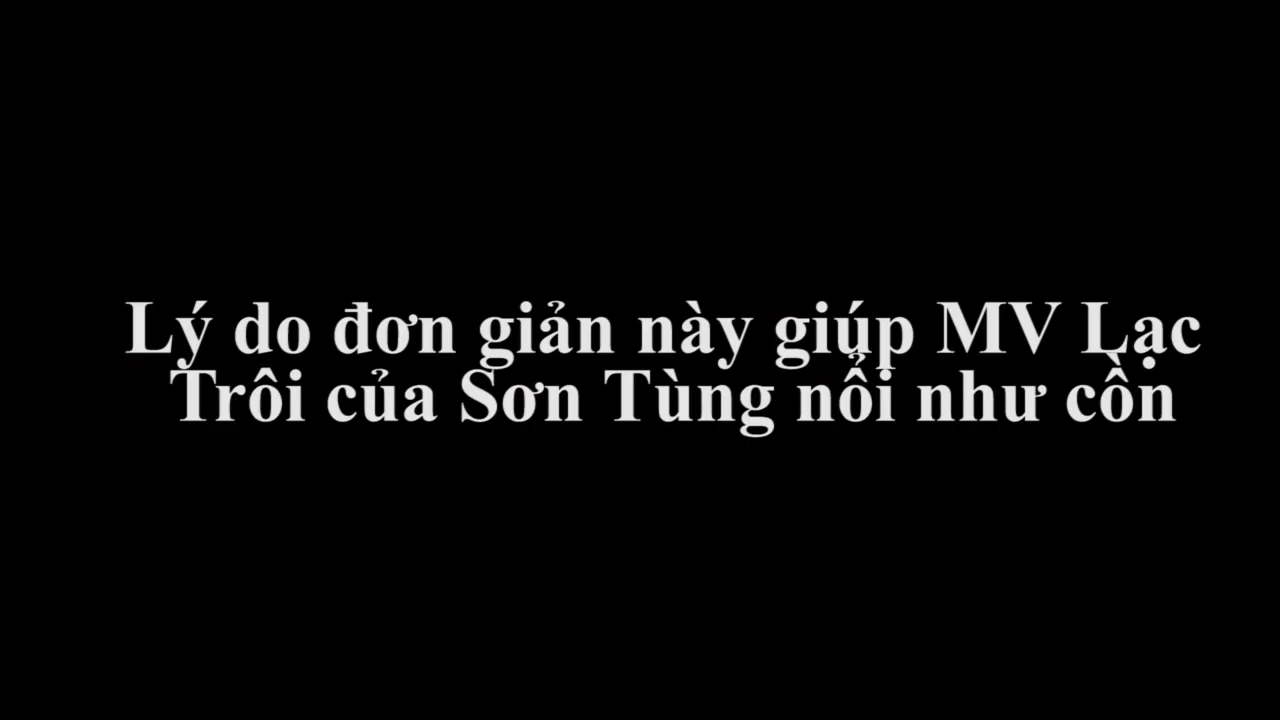 Lý do đơn giản này giúp MV Lạc
Trôi của Sơn Tùng nổi như cồn